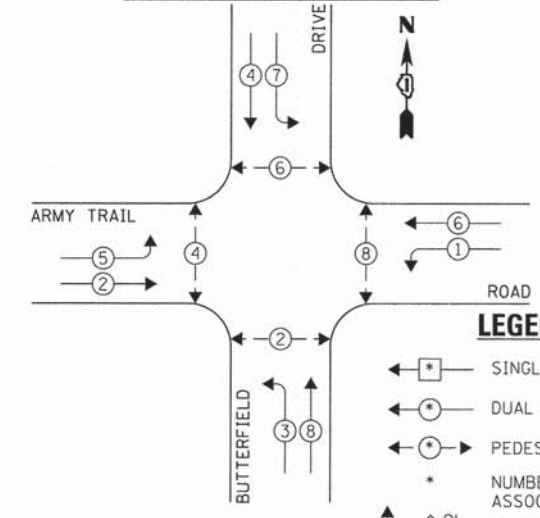 DRIVE
N
4 7
6
ARMY TRAIL
6
5
4
8
1
2
ROAD
LEGE
2
* SINGL
* DUAL
BUTTERFIELD
3 8
* PEDES
* NUMBE
ASSOC
OL